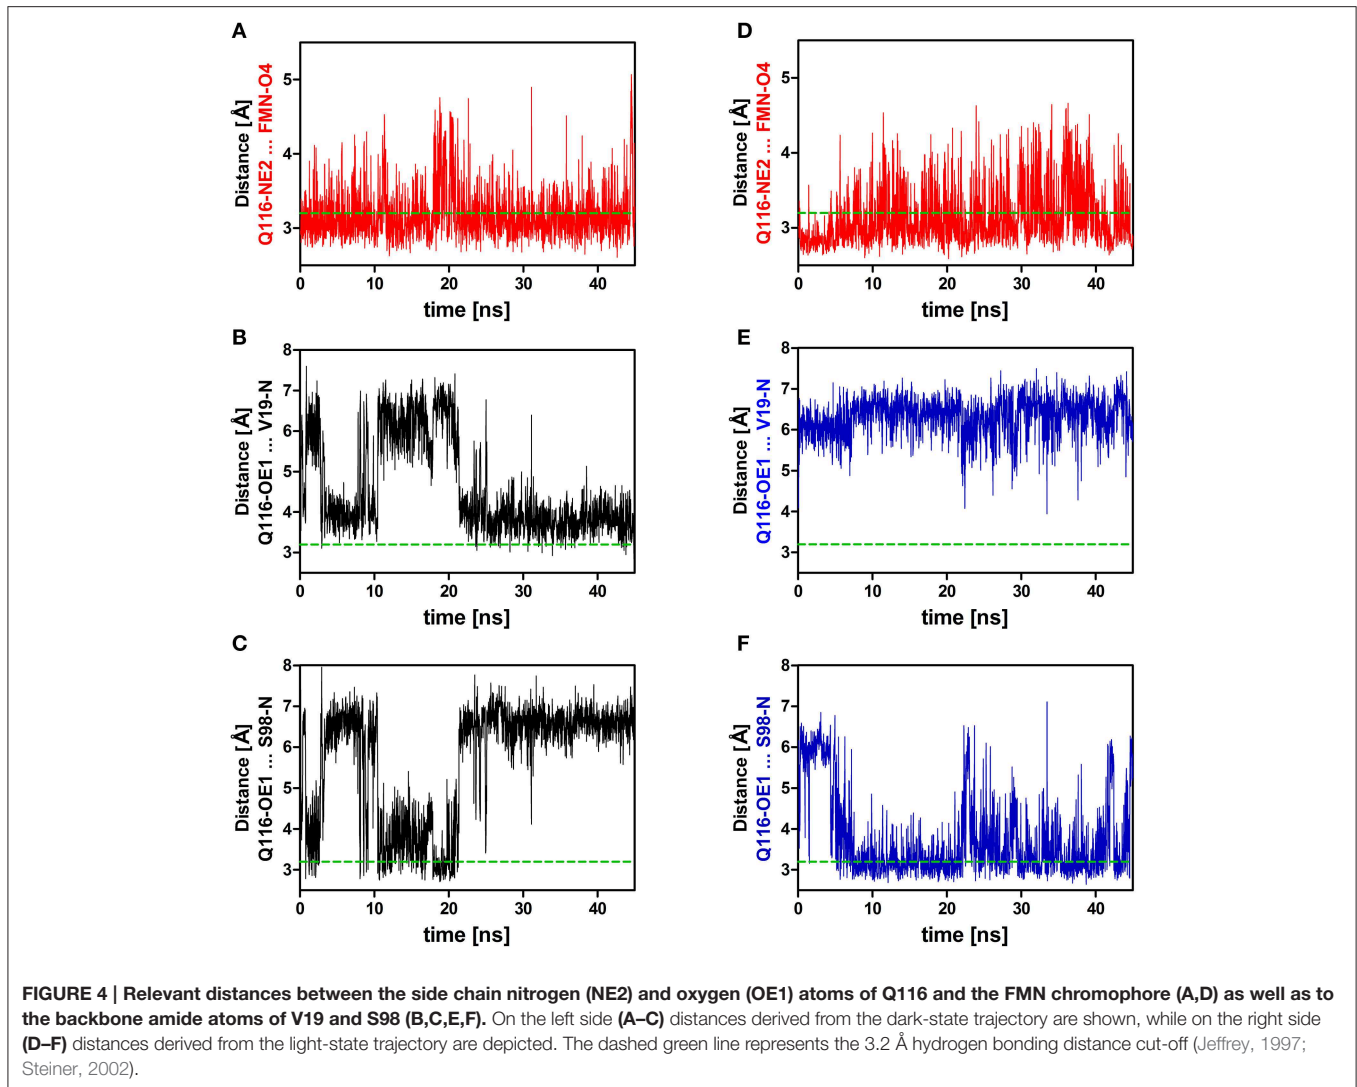 A
Distance [Å]
Q116-NE2 ... FMN-O4
5
4
3
0 10 20 30 40
time [ns]
D
Distance [Å]
Q116-NE2 ... FMN-O4
5
4
3
0 10 20 30 40
time [ns]
B
Distance [Å]
Q116-OE1 ... V19-N
8
7
6
5
4
3
0 10 20 30 40
time [ns]
E
Distance [Å]
Q116-OE1 ... V19-N
8
7
6
5
4
3
0 10 20 30 40
time [ns]
C
Distance [Å]
Q116-OE1 ... S98-N
8
7
6
5
4
3
0 10 20 30 40
time [ns]
F
Distance [Å]
Q116-OE1 ... S98-N
8
7
6
5
4
3
0 10 20 30 40
time [ns]
FIGURE 4 | Relevant distances between the side chain nitrogen (NE2) and oxygen (OE1) atoms of Q116 and the FMN chromophore (A,D) as well as to
the backbone amide atoms of V19 and S98 (B,C,E,F). On the left side (A–C) distances derived from the dark-state trajectory are shown, while on the right side
(D–F) distances derived from the light-state trajectory are depicted. The dashed green line represents the 3.2 Å hydrogen bonding distance cut-off (Jeffrey, 1997;
Steiner, 2002).